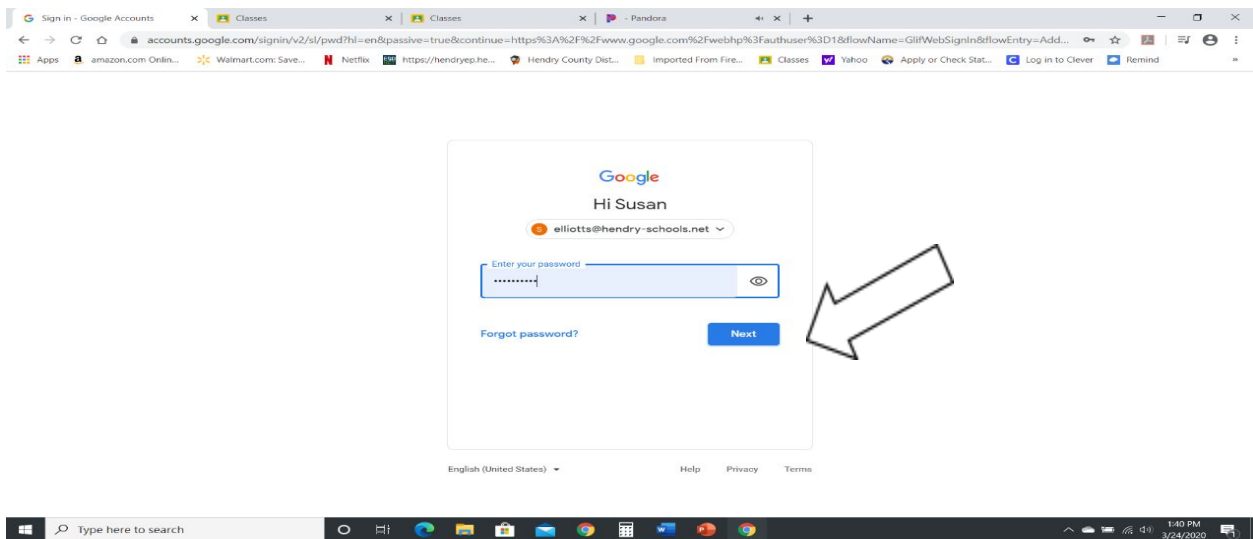 Sign in - Google Accounts
Classes
Classes
- Pandora
accounts.google.com/signin/v2/sl/pwd?hl=en&passive=true&continue=https%3A%2F%2Fwww.google.com%2Fwebhp%3Fauthuser%3D1&flowName=GlifWebSignIn&flowEntry=Add...
Apps amazon.com Onlin... Walmart.com: Save... Netflix https://hendryep.he... Hendry County Dist... Imported From Fire... Classes Yahoo Apply or Check Stat... Log in to Clever Remind
Google
Hi Susan
S elliotts@hendry-schools.net
Enter your password
Forgot password? Next
English (United States) Help Privacy Terms
Type here to search
1:40 PM
3/24/2020